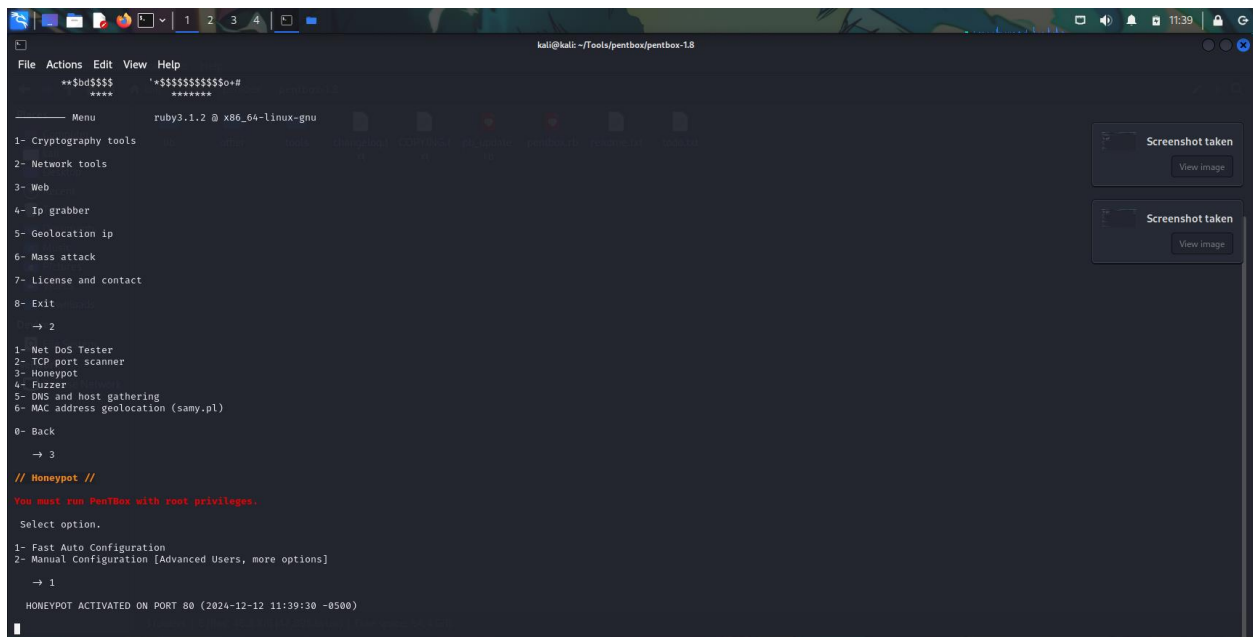 1 2 3 4
11:39
kali@kali: ~/Tools/pentbox/pentbox-1.8
File Actions Edit View Help
**$bd$$$$ `*$$$$$$$$$$$o+#
**** *******
——————— Menu ruby3.1.2 @ x86_64-linux-gnu
1- Cryptography tools
2- Network tools
3- Web
4- Ip grabber
5- Geolocation ip
6- Mass attack
7- License and contact
8- Exit
→ 2
1- Net DoS Tester
2- TCP port scanner
3- Honeypot
4- Fuzzer
5- DNS and host gathering
6- MAC address geolocation (samy.pl)
0- Back
→ 3
// Honeypot //
You must run PenTBox with root privileges.
Select option.
1- Fast Auto Configuration
2- Manual Configuration [Advanced Users, more options]
→ 1
HONEYPOT ACTIVATED ON PORT 80 (2024-12-12 11:39:30 -0500)
Screenshot taken
View image
Screenshot taken
View image